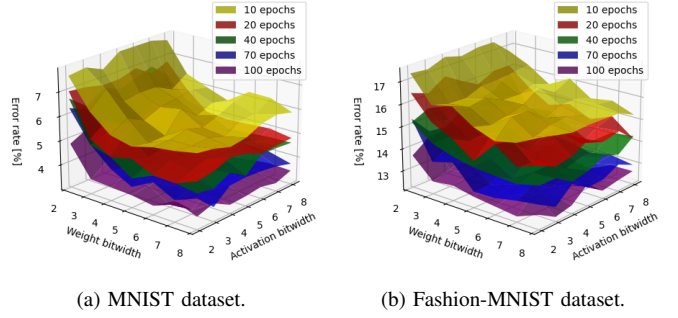 10 epochs
20 epochs
40 epochs
70 epochs
100 epochs
Error rate [%]
7
6
5
4
2
3
4
5
6
7
8
Weight bitwidth
2
3
4
5
6
7
8
Activation bitwidth
(a) MNIST dataset.
10 epochs
20 epochs
40 epochs
70 epochs
100 epochs
Error rate [%]
17
16
15
14
13
2
3
4
5
6
7
8
Weight bitwidth
2
3
4
5
6
7
8
Activation bitwidth
(b) Fashion-MNIST dataset.